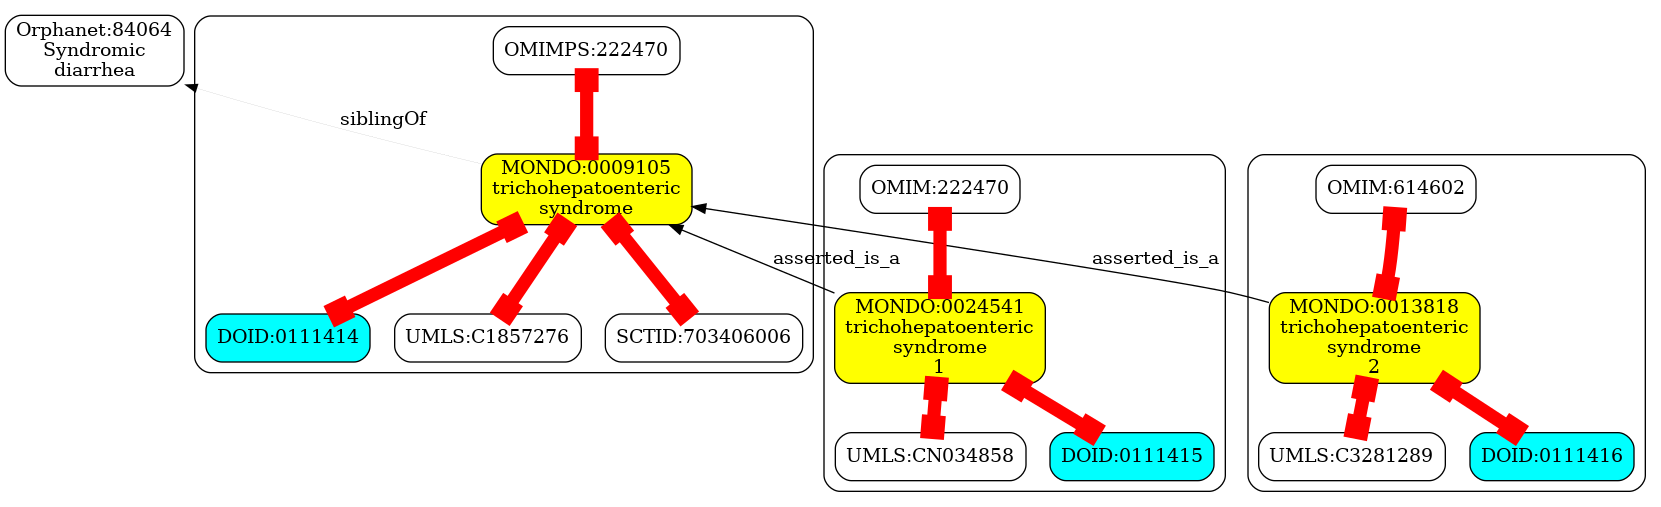 Orphanet:84064
Syndromic
diarrhea
OMIMPS:222470
siblingOf
MONDO:0009105
trichohepatoenteric
syndrome
OMIM:222470
OMIM:614602
asserted_is_a
asserted_is_a
DOID:0111414
UMLS:C1857276
SCTID:703406006
MONDO:0024541
trichohepatoenteric
syndrome
1
MONDO:0013818
trichohepatoenteric
syndrome
2
UMLS:CN034858
DOID:0111415
UMLS:C3281289
DOID:0111416